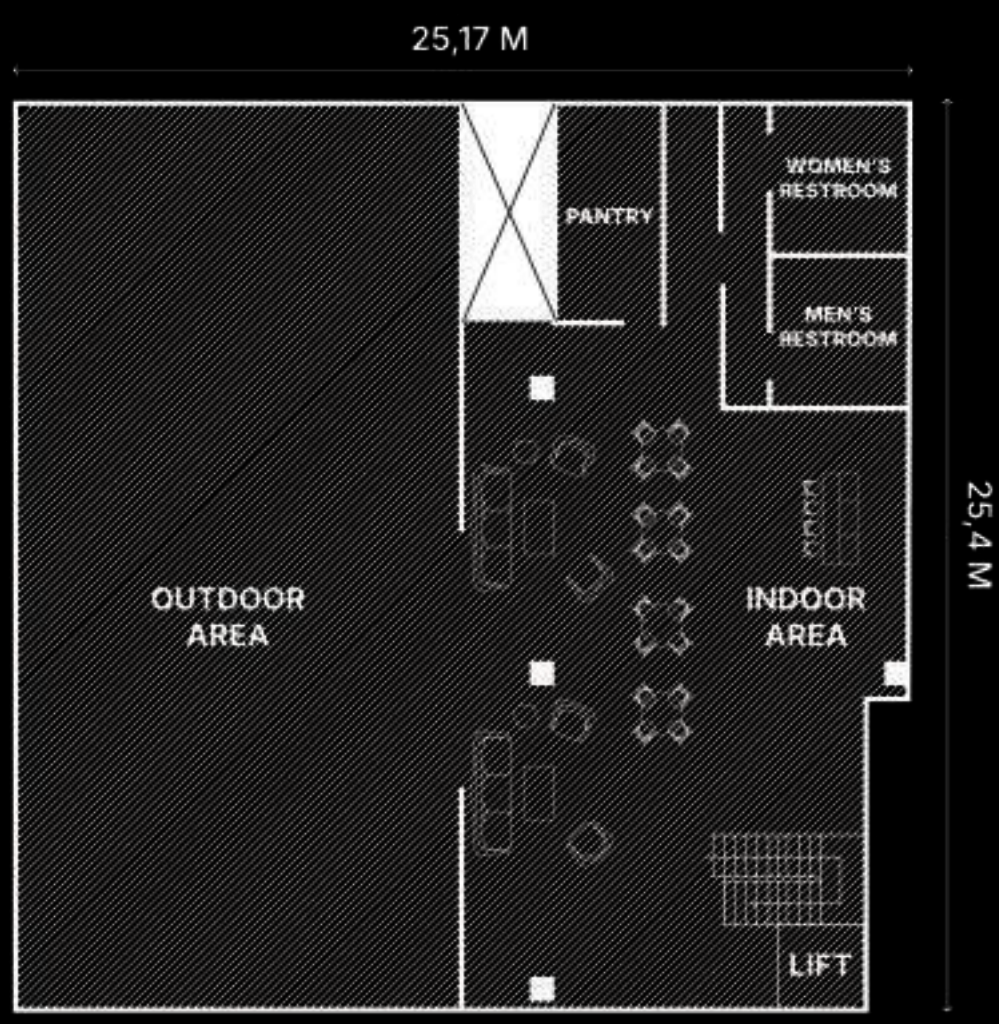 25,17 M
WOMEN'S
RESTROOM
PANTRY
MEN'S
RESTROOM
25,4 M
OUTDOOR
AREA
INDOOR
AREA
LIFT